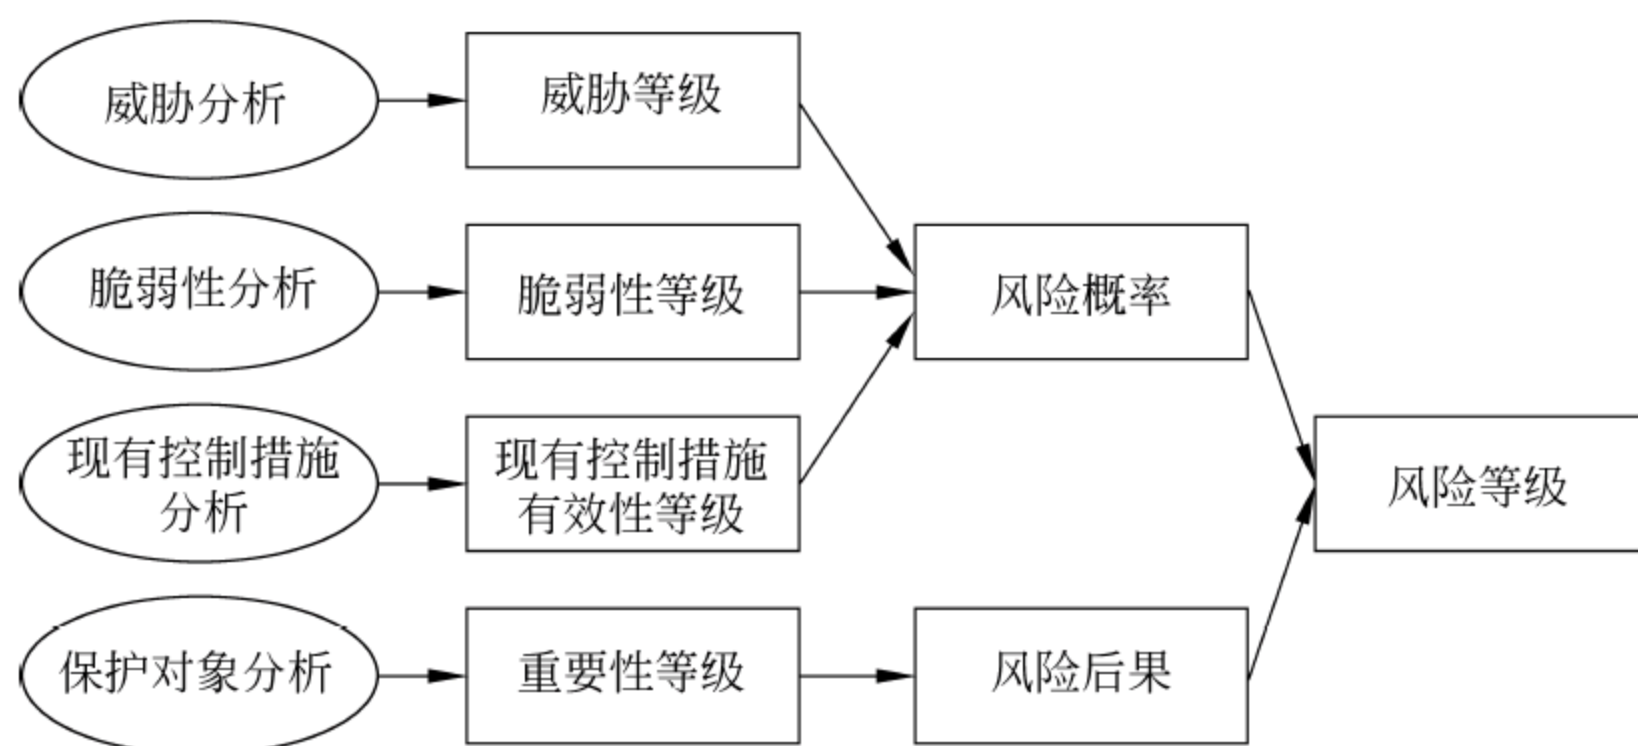 威胁分析
威胁等级
脆弱性分析
脆弱性等级
风险概率
现有控制措施
分析
现有控制措施
有效性等级
风险等级
保护对象分析
重要性等级
风险后果